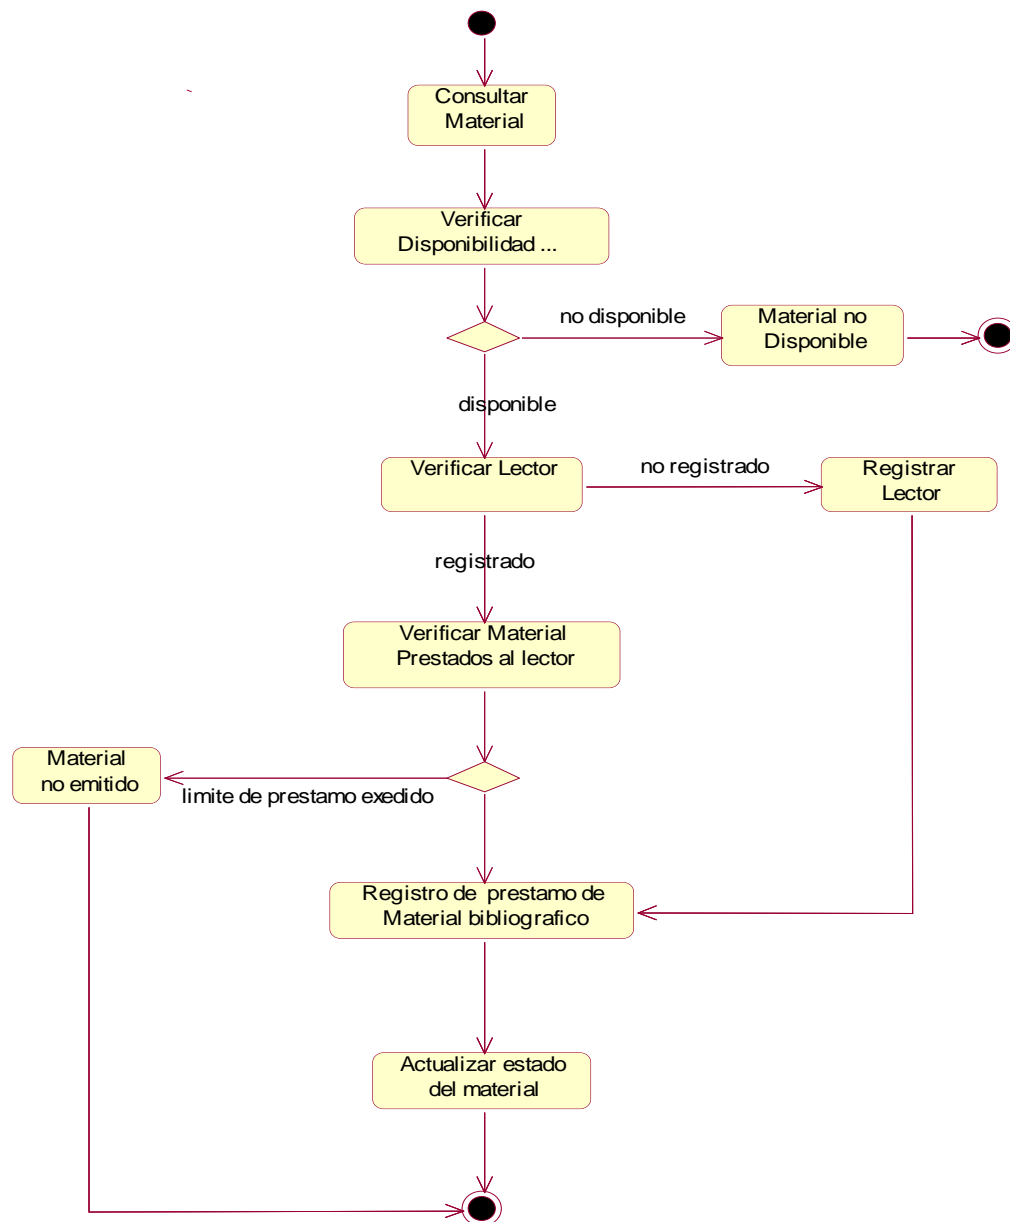 Consultar
Material
Verificar
Disponibilidad ...
no disponible
Material no
Disponible
disponible
Verificar Lector
no registrado
Registrar
Lector
registrado
Verificar Material
Prestados al lector
Material
no emitido
limite de prestamo exedido
Registro de prestamo de
Material bibliografico
Actualizar estado
del material